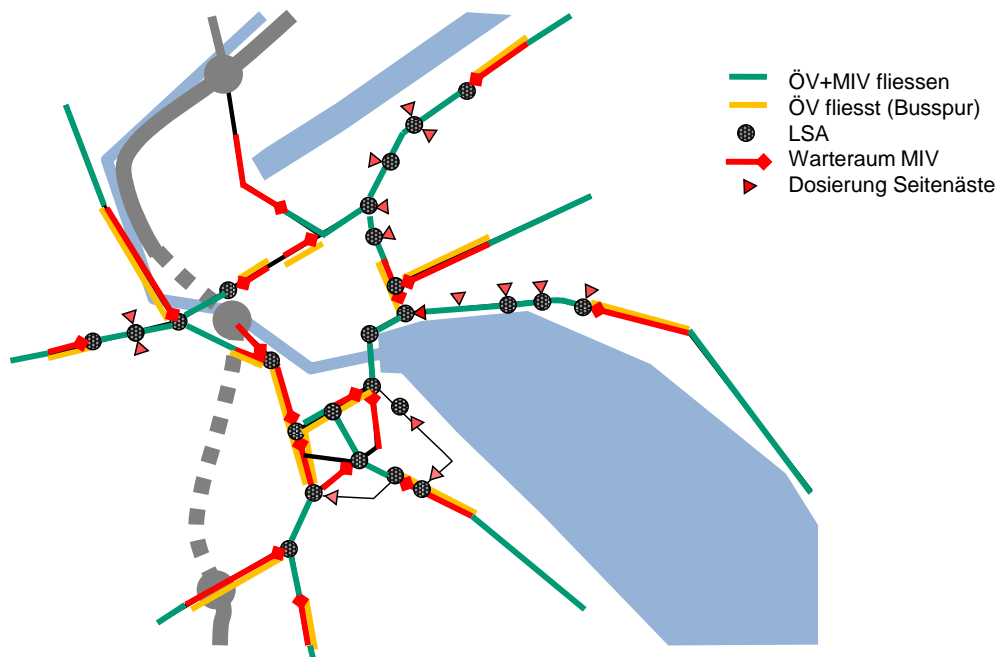 ÖV+MIV fliessen
ÖV fliesst (Busspur)
LSA
Warteraum MIV
Dosierung Seitenäste